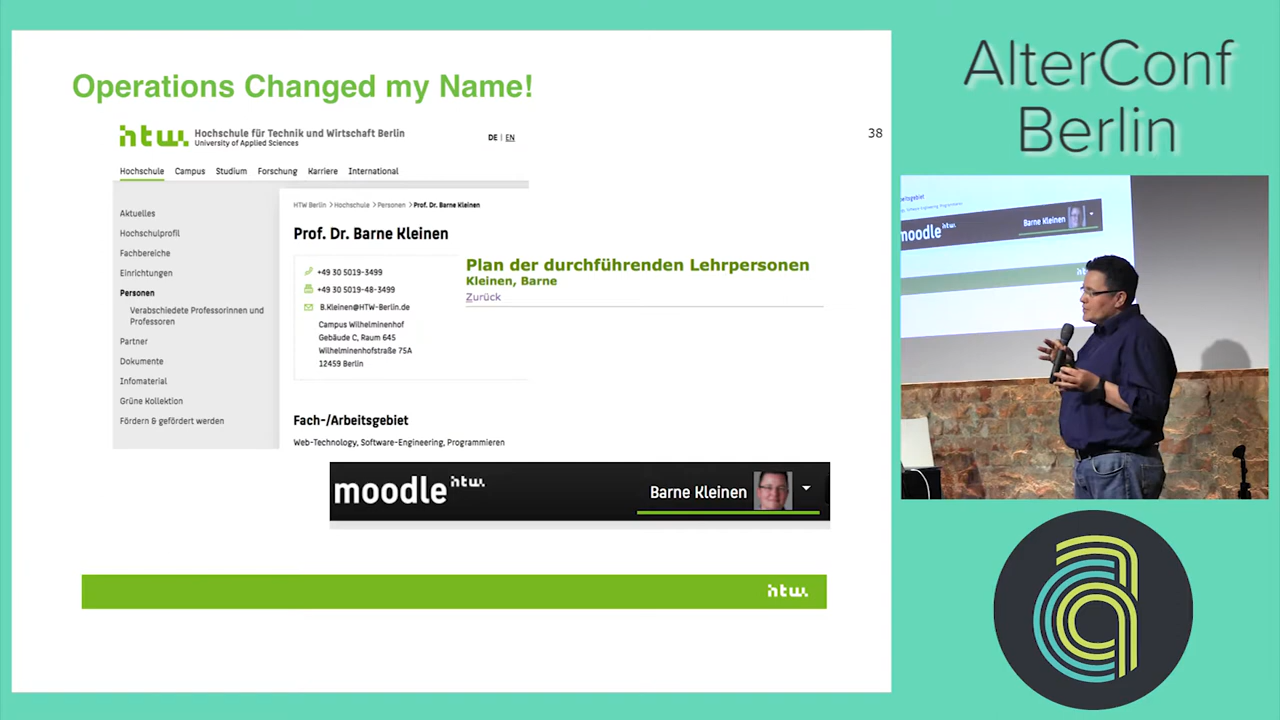 Operations Changed my Name!
htw. Hochschule für Technik und Wirtschaft Berlin
University of Applied Sciences
DE | EN
38
Hochschule Campus Studium Forschung Karriere International
Aktuelles
Hochschulprofil
Fachbereiche
Einrichtungen
Personen
Verabschiedete Professorinnen und
Professoren
Partner
Dokumente
Infomaterial
Grüne Kollektion
Fördern & gefördert werden
HTW Berlin > Hochschule > Personen > Prof. Dr. Barne Kleinen
Prof. Dr. Barne Kleinen
+49 30 5019-3499
+49 30 5019-48-3499
B.Kleinen@HTW-Berlin.de
Campus Wilhelminenhof
Gebäude C, Raum 645
Wilhelminenhofstraße 75A
12459 Berlin
Plan der durchführenden Lehrpersonen
Kleinen, Barne
Zurück
Fach-/Arbeitsgebiet
Web-Technology, Software-Engineering, Programmieren
moodle htw.
Barne Kleinen
htw.
AlterConf
Berlin
moodle htw.
Barne Kleinen
htw.